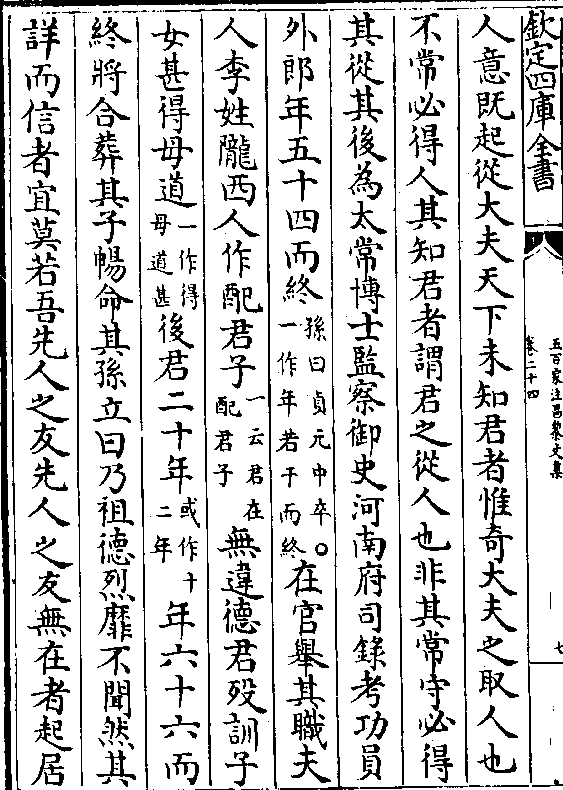 欽定四庫全書
五百家注昌黎文集
卷二十四
七
人意既起從大夫天下未知君者惟奇大夫之取人也
不常必得人其知君者謂君之從人也非其常守必得
其從其後為太常博士監察御史河南府司錄考功員
外郎年五十四而終孫曰貞元中卒一作年若干而終。在官舉其職夫
人李姓隴西人作配君子一云君在配君子無違德君歿訓子
女甚得母道一作得母道甚後君二十年或作十二年年六十六而
終將合葬其子暢命其孫立曰乃祖德烈靡不聞然其
詳而信者宜莫若吾先人之友先人之友無在者起居